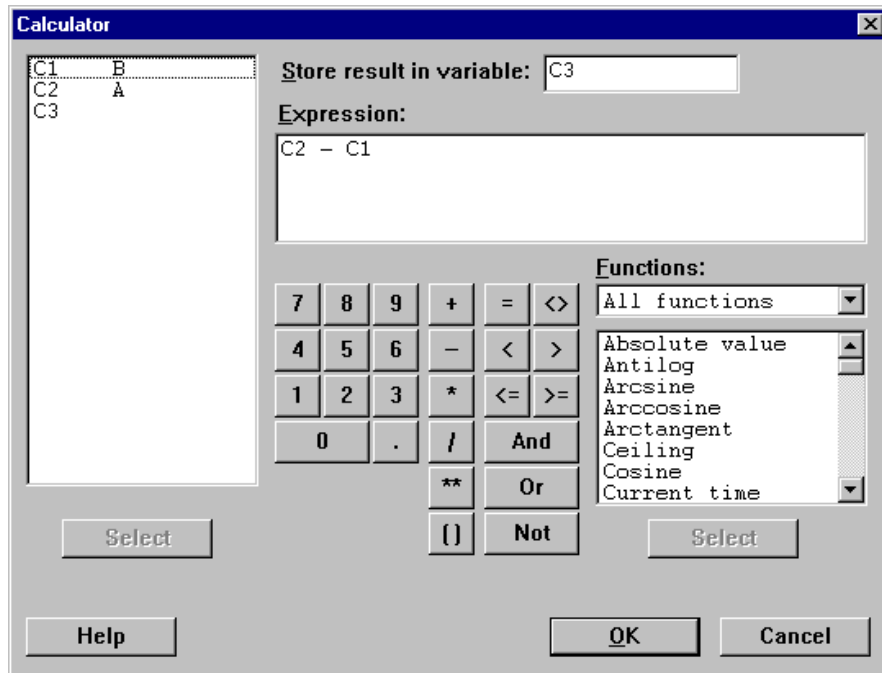 Calculator
C1 B
C2 A
C3
Store result in variable: C3
Expression:
C2 - C1
Functions:
All functions
7 8 9 + = <>
4 5 6 - < >
1 2 3 * <= >=
0 . / And
** Or
() Not
Absolute value
Antilog
Arcsine
Arccosine
Arctangent
Ceiling
Cosine
Current time
Select
Select
Help
OK
Cancel